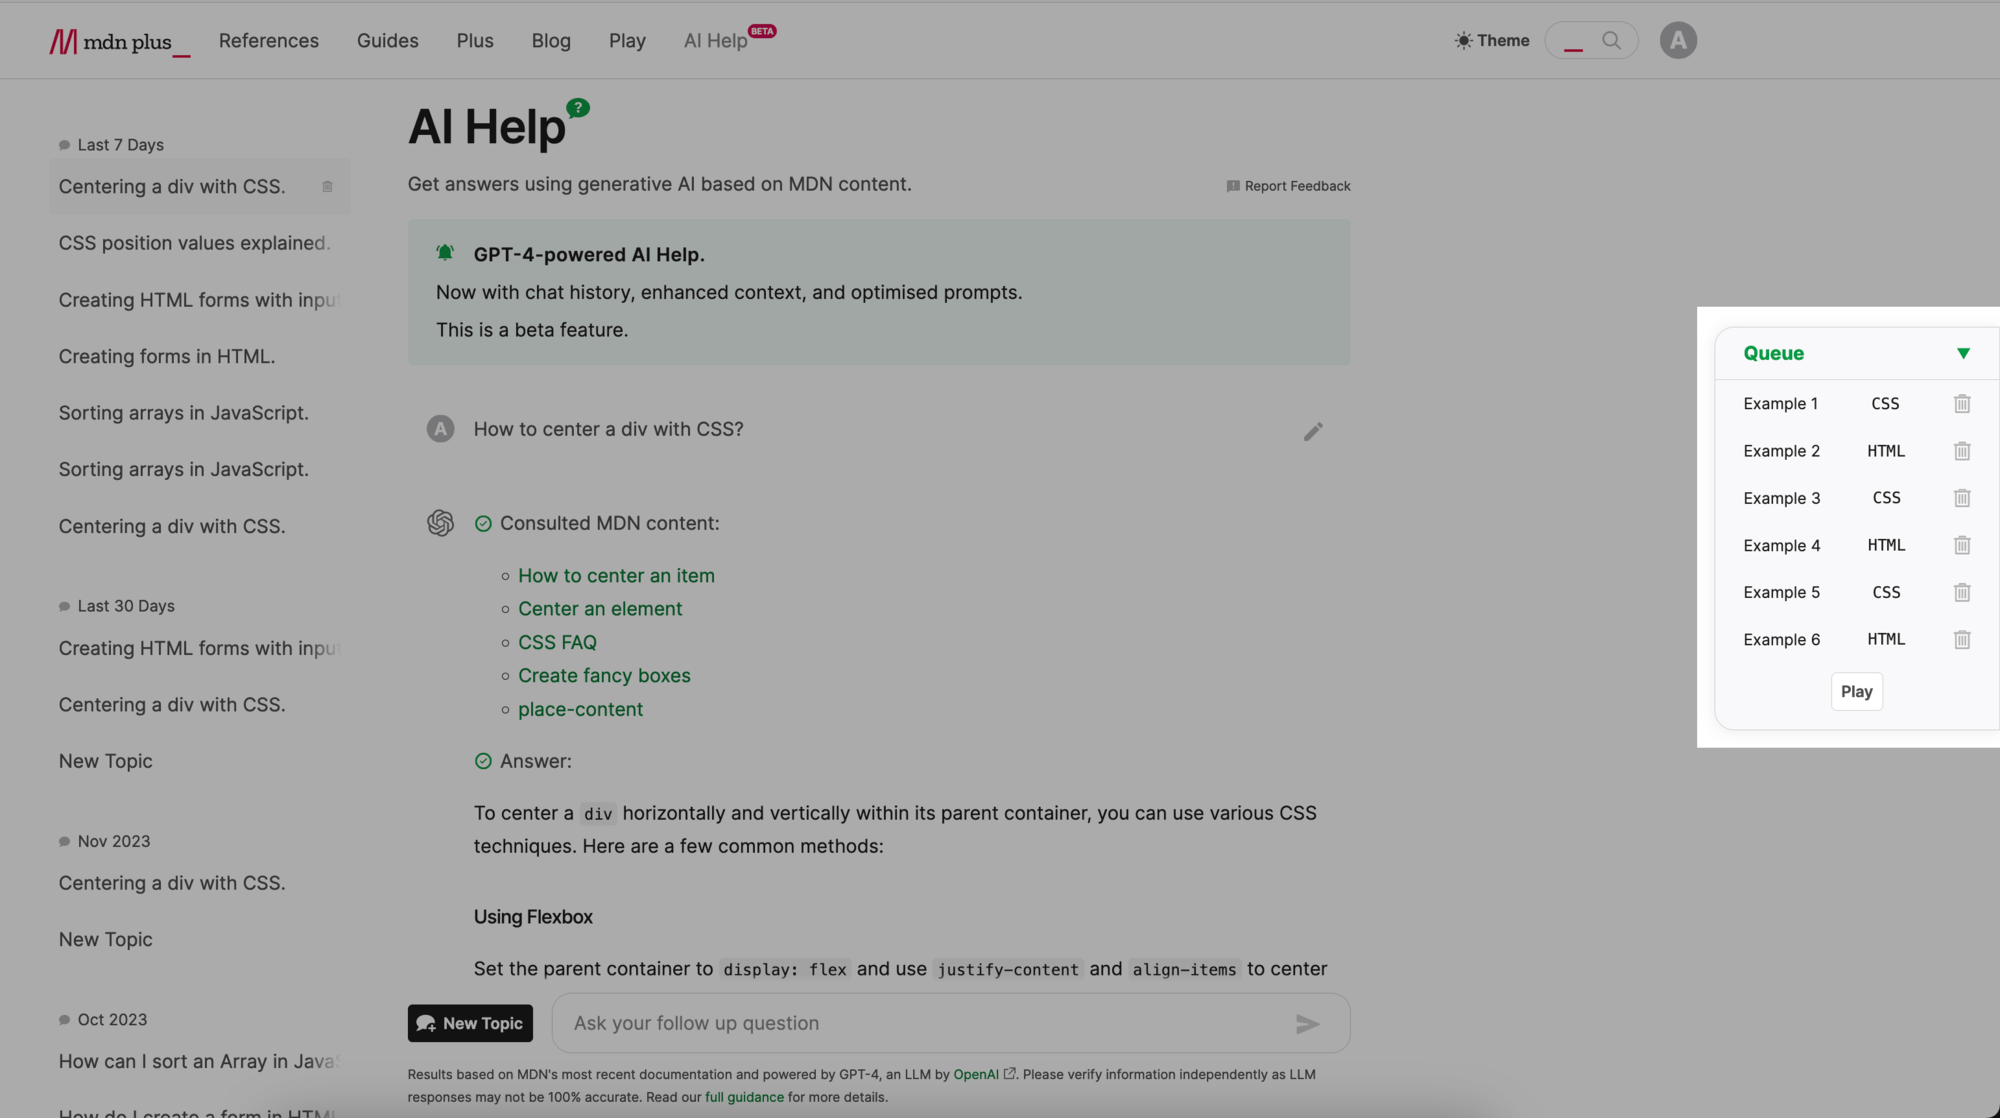 mdn plus_
References
Guides
Plus
Blog
Play
AI Help
BETA
Theme
A
Last 7 Days
Centering a div with CSS.
CSS position values explained.
Creating HTML forms with input
Creating forms in HTML.
Sorting arrays in JavaScript.
Sorting arrays in JavaScript.
Centering a div with CSS.
Last 30 Days
Creating HTML forms with input
Centering a div with CSS.
New Topic
Nov 2023
Centering a div with CSS.
New Topic
Oct 2023
How can I sort an Array in JavaS
How do I create a form in HTML
AI Help
?
Get answers using generative AI based on MDN content.
Report Feedback
GPT-4-powered AI Help.
Now with chat history, enhanced context, and optimised prompts.
This is a beta feature.
A
How to center a div with CSS?
Consulted MDN content:
How to center an item
Center an element
CSS FAQ
Create fancy boxes
place-content
Answer:
To center a div horizontally and vertically within its parent container, you can use various CSS
techniques. Here are a few common methods:
Using Flexbox
Set the parent container to display: flex and use justify-content and align-items to center
New Topic
Ask your follow up question
Results based on MDN's most recent documentation and powered by GPT-4, an LLM by OpenAI. Please verify information independently as LLM
responses may not be 100% accurate. Read our full guidance for more details.
Queue
Example 1 CSS
Example 2 HTML
Example 3 CSS
Example 4 HTML
Example 5 CSS
Example 6 HTML
Play